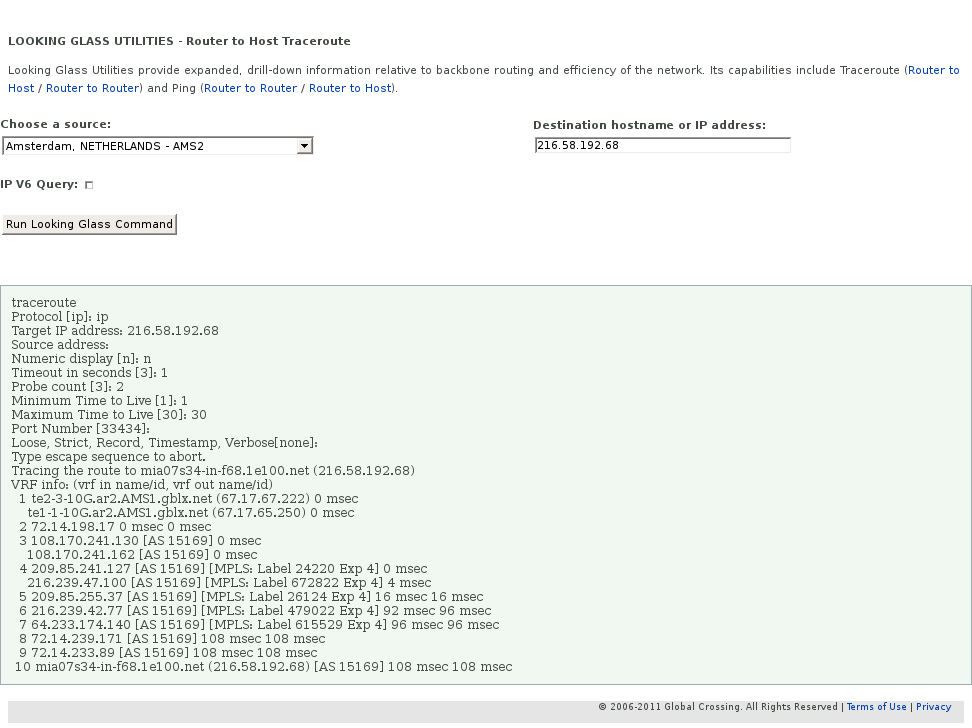 LOOKING GLASS UTILITIES - Router to Host Traceroute
Looking Glass Utilities provide expanded, drill-down information relative to backbone routing and efficiency of the network. Its capabilities include Traceroute (Router to
Host / Router to Router) and Ping (Router to Router / Router to Host).
Choose a source:
Destination hostname or IP address:
Amsterdam, NETHERLANDS - AMS2
216.58.192.68
IP V6 Query:
Run Looking Glass Command
traceroute
Protocol [ip]: ip
Target IP address: 216.58.192.68
Source address:
Numeric display [n]: n
Timeout in seconds [3]: 1
Probe count [3]: 2
Minimum Time to Live [1]: 1
Maximum Time to Live [30]: 30
Port Number [33434]:
Loose, Strict, Record, Timestamp, Verbose[none]:
Type escape sequence to abort.
Tracing the route to mia07s34-in-f68.1e100.net (216.58.192.68)
VRF info: (vrf in name/id, vrf out name/id)
1 te2-3-10G.ar2.AMS1.gblx.net (67.17.67.222) 0 msec
te1-1-10G.ar2.AMS1.gblx.net (67.17.65.250) 0 msec
2 72.14.198.17 0 msec 0 msec
3 108.170.241.130 [AS 15169] 0 msec
108.170.241.162 [AS 15169] 0 msec
4 209.85.241.127 [AS 15169] [MPLS: Label 24220 Exp 4] 0 msec
216.239.47.100 [AS 15169] [MPLS: Label 672822 Exp 4] 4 msec
5 209.85.255.37 [AS 15169] [MPLS: Label 26124 Exp 4] 16 msec 16 msec
6 216.239.42.77 [AS 15169] [MPLS: Label 479022 Exp 4] 92 msec 96 msec
7 64.233.174.140 [AS 15169] [MPLS: Label 615529 Exp 4] 96 msec 96 msec
8 72.14.239.171 [AS 15169] 108 msec 108 msec
9 72.14.233.89 [AS 15169] 108 msec 108 msec
10 mia07s34-in-f68.1e100.net (216.58.192.68) [AS 15169] 108 msec 108 msec
© 2006-2011 Global Crossing. All Rights Reserved | Terms of Use | Privacy